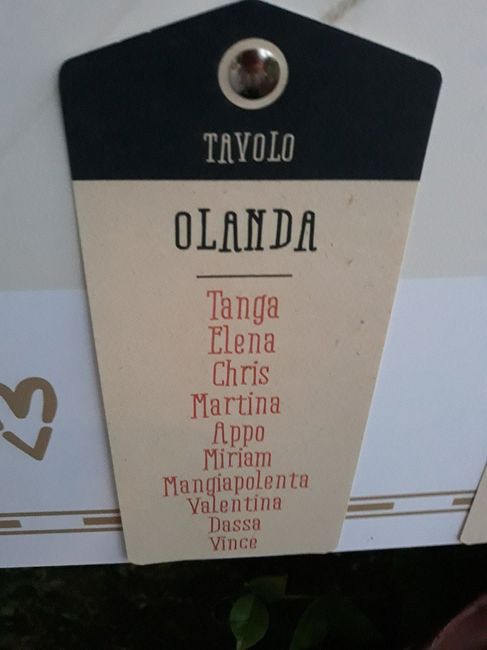 TAVOLO
OLANDA
Tanga
Elena
Chris
Martina
Appo
Miriam
Mangiapolenta
Valentina
Dassa
Vince